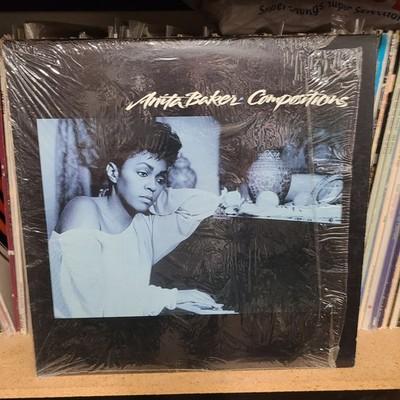 Anita Baker Compositions